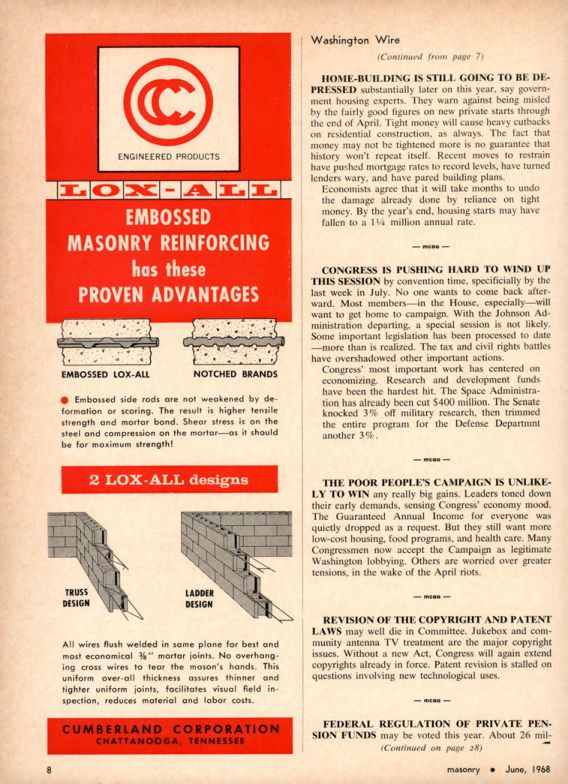 CCC
ENGINEERED PRODUCTS
LOX-ALL
EMBOSSED
MASONRY REINFORCING
has these
PROVEN ADVANTAGES
EMBOSSED LOX-ALL
NOTCHED BRANDS
● Embossed side rods are not weakened by de-
formation or scoring. The result is higher tensile
strength and mortar bond. Shear stress is on the
steel and compression on the mortar—as it should
be for maximum strength!
2 LOX-ALL designs
TRUSS
DESIGN
LADDER
DESIGN
All wires flush welded in same plane for best and
most economical ⅜" mortar joints. No overhang-
ing cross wires to tear the mason's hands. This
uniform over-all thickness assures thinner and
tighter uniform joints, facilitates visual field in-
spection, reduces material and labor costs.
CUMBERLAND CORPORATION
CHATTANOOGA, TENNESSEE
Washington Wire
(Continued from page 7)
HOME-BUILDING IS STILL GOING TO BE DE-
PRESSED substantially later on this year, say govern-
ment housing experts. They warn against being misled
by the fairly good figures on new private starts through
the end of April. Tight money will cause heavy cutbacks
on residential construction, as always. The fact that
money may not be tightened more is no guarantee that
history won't repeat itself. Recent moves to restrain
have pushed mortgage rates to record levels, have turned
lenders wary, and have pared building plans.
Economists agree that it will take months to undo
the damage already done by reliance on tight
money. By the year's end, housing starts may have
fallen to a 1¼ million annual rate.
— mcaa —
CONGRESS IS PUSHING HARD TO WIND UP
THIS SESSION by convention time, specificially by the
last week in July. No one wants to come back after-
ward. Most members—in the House, especially—will
want to get home to campaign. With the Johnson Ad-
ministration departing, a special session is not likely.
Some important legislation has been processed to date
—more than is realized. The tax and civil rights battles
have overshadowed other important actions.
Congress' most important work has centered on
economizing. Research and development funds
have been the hardest hit. The Space Administra-
tion has already been cut $400 million. The Senate
knocked 3% off military research, then trimmed
the entire program for the Defense Departmnt
another 3%.
— mcaa —
THE POOR PEOPLE'S CAMPAIGN IS UNLIKE-
LY TO WIN any really big gains. Leaders toned down
their early demands, sensing Congress' economy mood.
The Guaranteed Annual Income for everyone was
quietly dropped as a request. But they still want more
low-cost housing, food programs, and health care. Many
Congressmen now accept the Campaign as legitimate
Washington lobbying. Others are worried over greater
tensions, in the wake of the April riots.
— mcaa —
REVISION OF THE COPYRIGHT AND PATENT
LAWS may well die in Committee. Jukebox and com-
munity antenna TV treatment are the major copyright
issues. Without a new Act, Congress will again extend
copyrights already in force. Patent revision is stalled on
questions involving new technological uses.
— mcaa —
FEDERAL REGULATION OF PRIVATE PEN-
SION FUNDS may be voted this year. About 26 mil-
(Continued on page 28)
8
masonry ● June, 1968